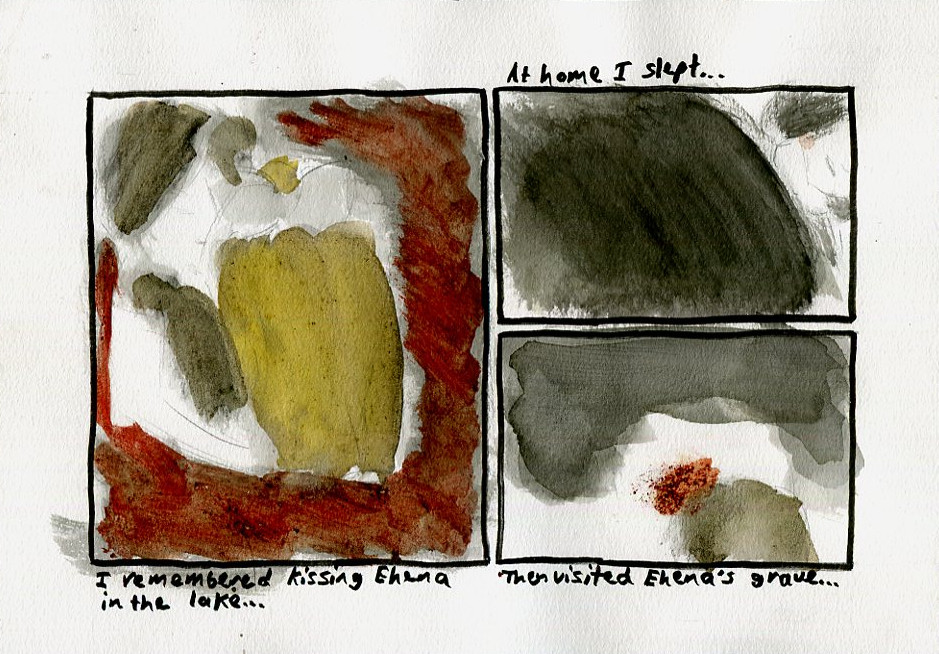 I remembered kissing Ehena
in the lake...
At home I slept...
Then visited Ehena's grave...